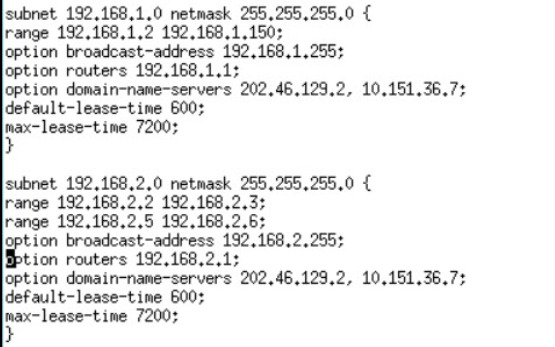 subnet 192.168.1.0 netmask 255.255.255.0 {
range 192.168.1.2 192.168.1.150;
option broadcast-address 192.168.1.255;
option routers 192.168.1.1;
option domain-name-servers 202.46.129.2, 10.151.36.7;
default-lease-time 600;
max-lease-time 7200;
}

subnet 192.168.2.0 netmask 255.255.255.0 {
range 192.168.2.2 192.168.2.3;
range 192.168.2.5 192.168.2.6;
option broadcast-address 192.168.2.255;
option routers 192.168.2.1;
option domain-name-servers 202.46.129.2, 10.151.36.7;
default-lease-time 600;
max-lease-time 7200;
}